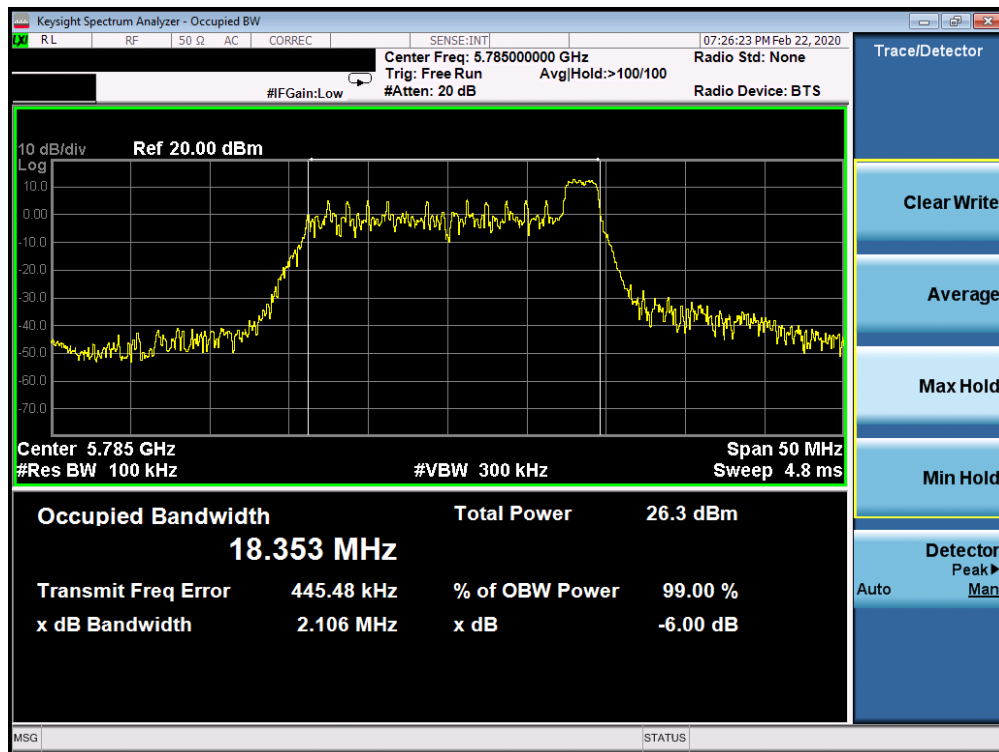 Keysight Spectrum Analyzer - Occupied BW
LXI RL RF 50 Ω AC CORREC SENSE:INT 07:26:23 PM Feb 22, 2020
Center Freq: 5.785000000 GHz Radio Std: None
Trig: Free Run Avg|Hold:>100/100
#IFGain:Low #Atten: 20 dB Radio Device: BTS
10 dB/div Ref 20.00 dBm
Log
10.0
0.00
-10.0
-20.0
-30.0
-40.0
-50.0
-60.0
-70.0
Center 5.785 GHz Span 50 MHz
#Res BW 100 kHz #VBW 300 kHz Sweep 4.8 ms
Occupied Bandwidth Total Power 26.3 dBm
18.353 MHz
Transmit Freq Error 445.48 kHz % of OBW Power 99.00 %
x dB Bandwidth 2.106 MHz x dB -6.00 dB
MSG STATUS
Trace/Detector
Clear Write
Average
Max Hold
Min Hold
Detector
Peak▶
Auto Man